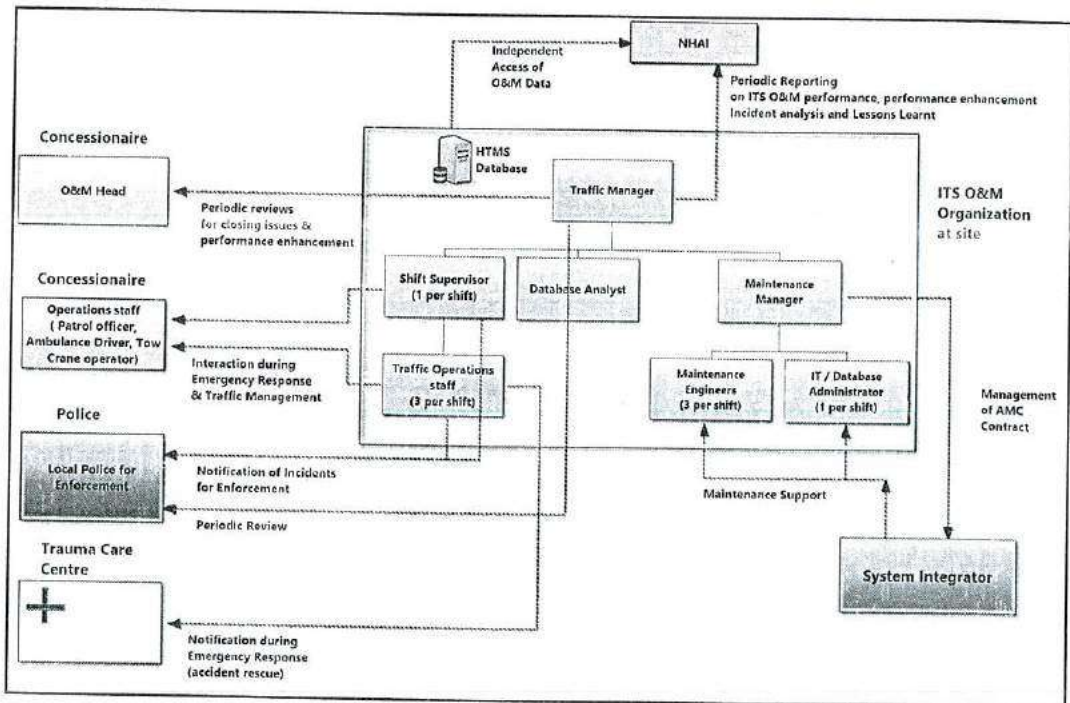 NHAI
Independent
Access of
O&M Data
Periodic Reporting
on ITS O&M performance, performance enhancement
Incident analysis and Lessons Learnt
Concessionaire
O&M Head
HTMS
Database
Traffic Manager
ITS O&M
Organization
at site
Periodic reviews
for closing issues &
performance enhancement
Shift Supervisor
(1 per shift)
Database Analyst
Maintenance
Manager
Concessionaire
Operations staff
( Patrol officer,
Ambulance Driver, Tow
Crane operator)
Interaction during
Emergency Response
& Traffic Management
Traffic Operations
staff
(3 per shift)
Maintenance
Engineers
(3 per shift)
IT / Database
Administrator
(1 per shift)
Management
of AMC
Contract
Police
Local Police for
Enforcement
Notification of Incidents
for Enforcement
Maintenance Support
Periodic Review
Trauma Care
Centre
System Integrator
Notification during
Emergency Response
(accident rescue)